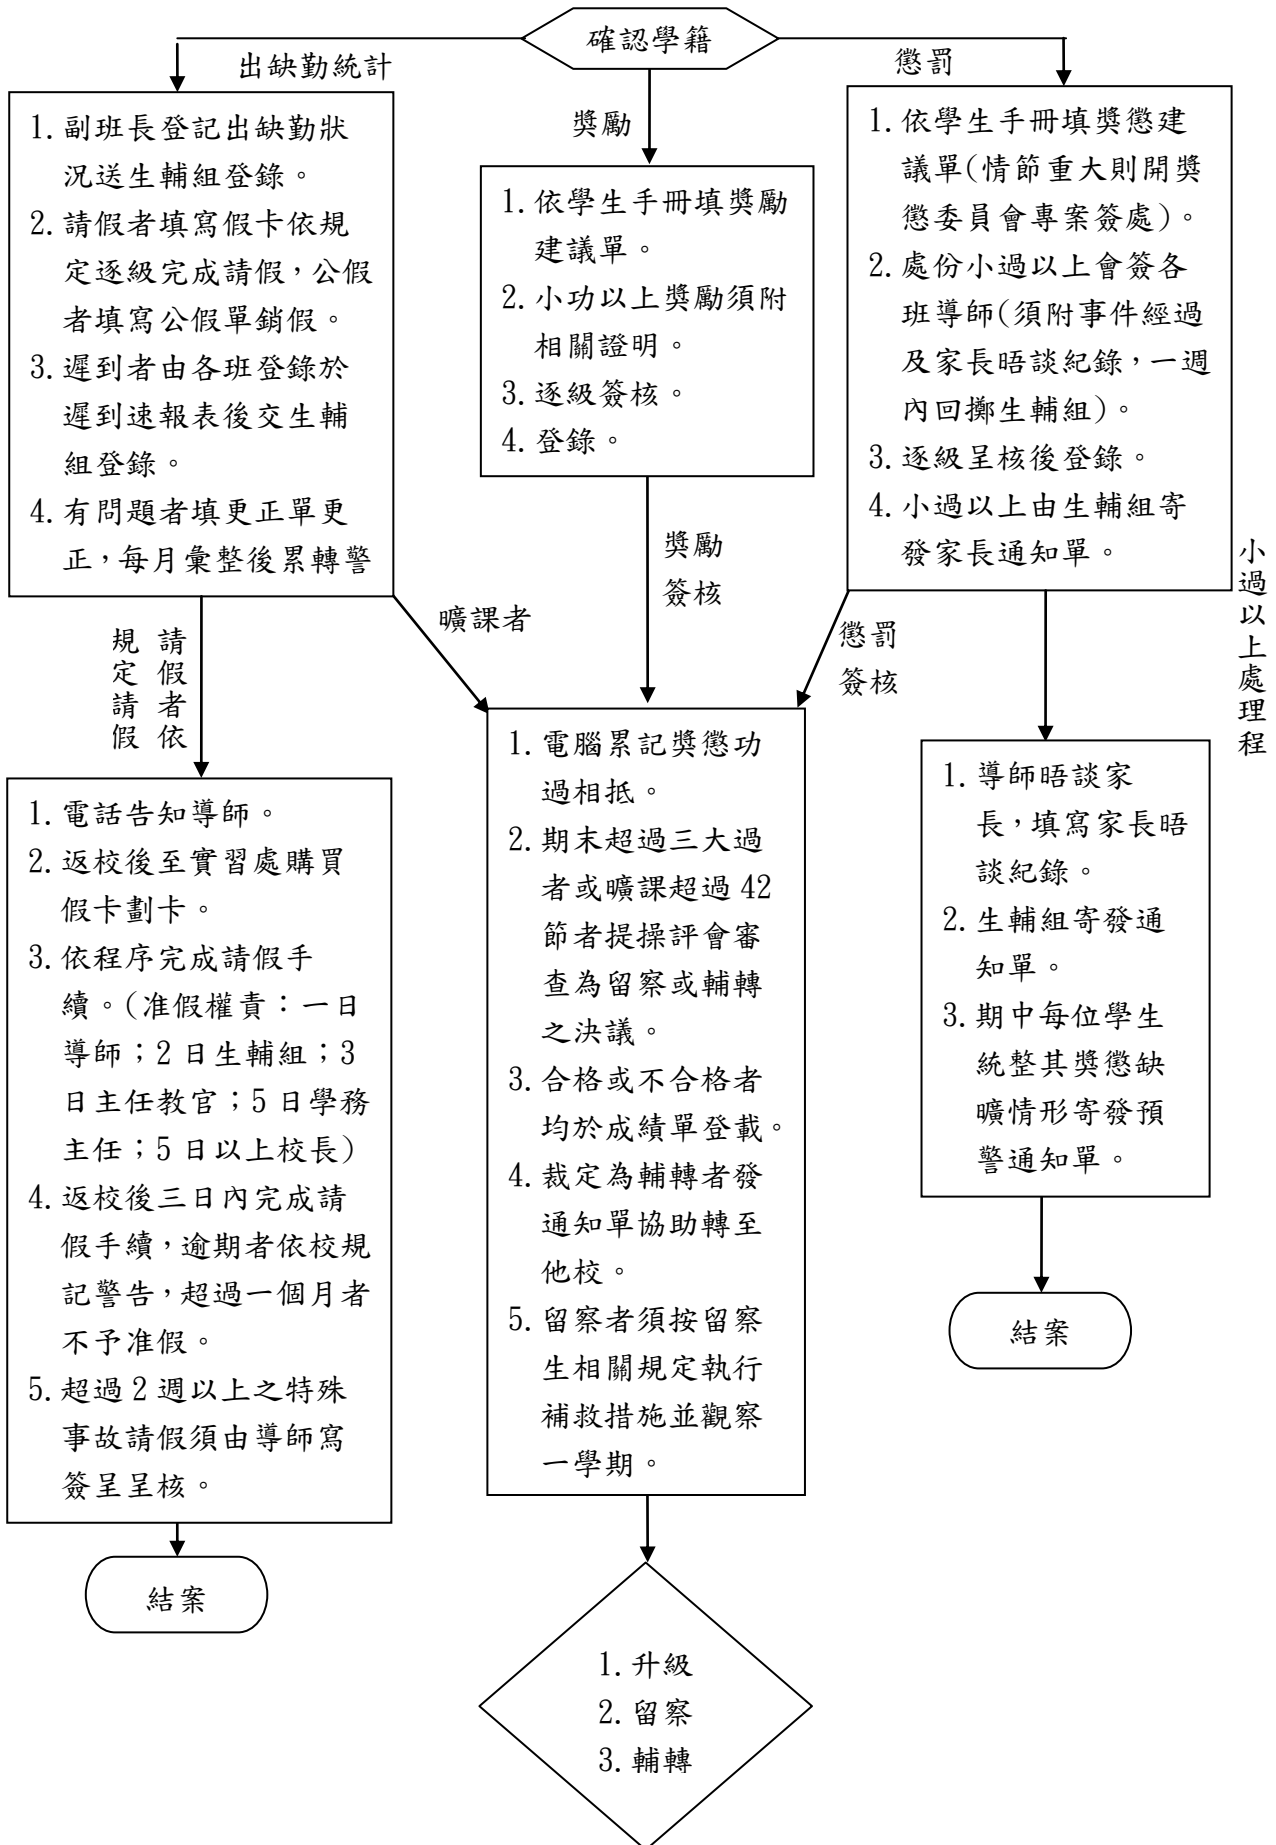 確認學籍
出缺勤統計
懲罰
獎勵
1.副班長登記出缺勤狀
況送生輔組登錄。
2.請假者填寫假卡依規
定逐級完成請假，公假
者填寫公假單銷假。
3.遲到者由各班登錄於
遲到速報表後交生輔
組登錄。
4.有問題者填更正單更
正，每月彙整後累轉警
1.依學生手冊填獎勵
建議單。
2.小功以上獎勵須附
相關證明。
3.逐級簽核。
4.登錄。
1.依學生手冊填獎懲建
議單(情節重大則開獎
懲委員會專案簽處)。
2.處份小過以上會簽各
班導師(須附事件經過
及家長晤談紀錄，一週
內回擲生輔組)。
3.逐級呈核後登錄。
4.小過以上由生輔組寄
發家長通知單。
請假者依
規定請假
曠課者
獎勵
簽核
懲罰
簽核
小過以上處理程
1.電話告知導師。
2.返校後至實習處購買
假卡劃卡。
3.依程序完成請假手
續。(准假權責：一日
導師；2日生輔組；3
日主任教官；5日學務
主任；5日以上校長)
4.返校後三日內完成請
假手續，逾期者依校規
記警告，超過一個月者
不予准假。
5.超過2週以上之特殊
事故請假須由導師寫
簽呈呈核。
結案
1.電腦累記獎懲功
過相抵。
2.期末超過三大過
者或曠課超過42
節者提操評會審
查為留察或輔轉
之決議。
3.合格或不合格者
均於成績單登載。
4.裁定為輔轉者發
通知單協助轉至
他校。
5.留察者須按留察
生相關規定執行
補救措施並觀察
一學期。
1.導師晤談家
長，填寫家長晤
談紀錄。
2.生輔組寄發通
知單。
3.期中每位學生
統整其獎懲缺
曠情形寄發預
警通知單。
結案
1.升級
2.留察
3.輔轉